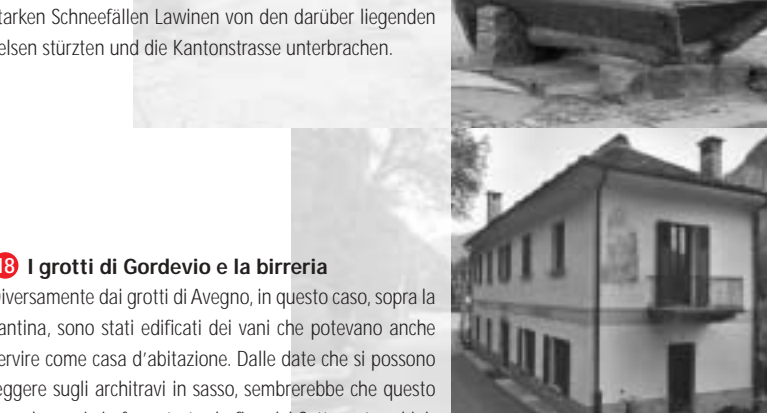 tarken Schneefällen Lawinen von den darüber liegenden
elsen stürzten und die Kantonstrasse unterbrachen.
18 I grotti di Gordevio e la birreria
iversamente dai grotti di Avegno, in questo caso, sopra la
antina, sono stati edificati dei vani che potevano anche
ervire come casa d'abitazione. Dalle date che si possono
eggere sugli architravi in sasso, sembrerebbe che questo